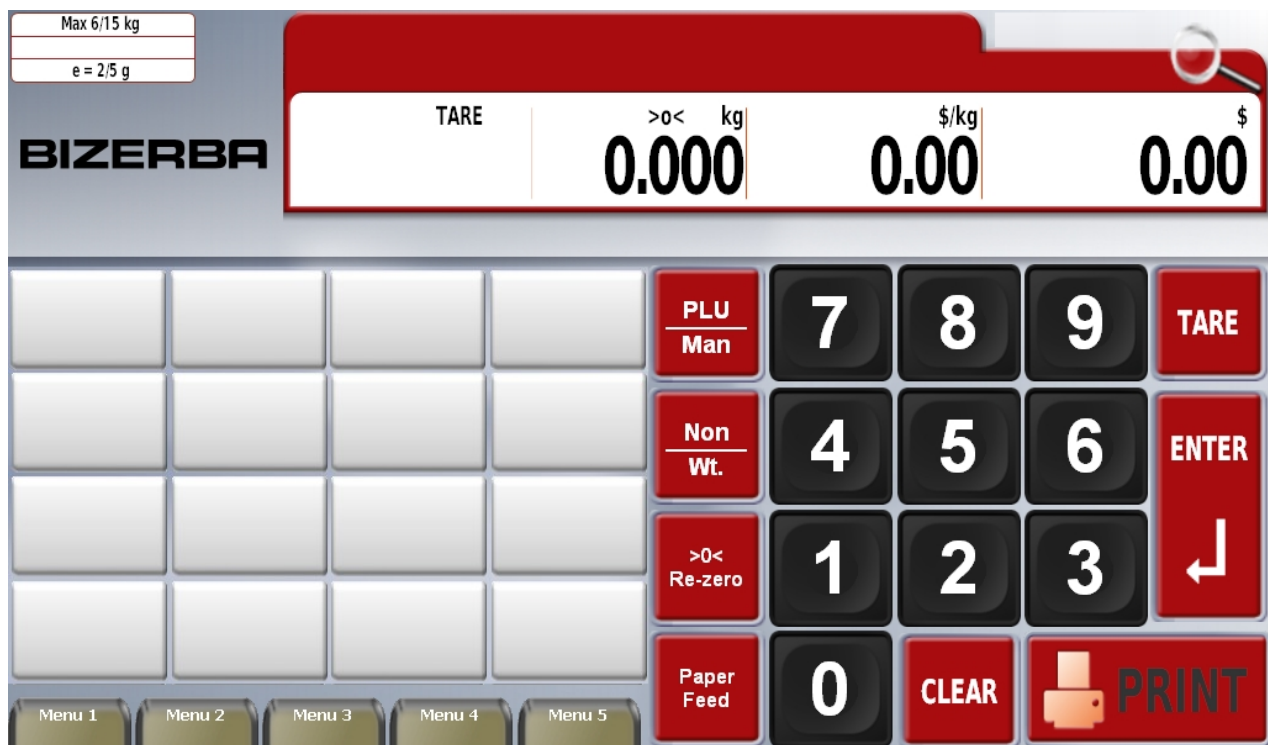 Max 6/15 kg
e = 2/5 g
BIZERBA
TARE >o< kg $/kg $
0.000 0.00 0.00
PLU
Man
7 8 9 TARE
Non
Wt.
4 5 6 ENTER
>0<
Re-zero
1 2 3
Paper
Feed
0 CLEAR PRINT
Menu 1 Menu 2 Menu 3 Menu 4 Menu 5